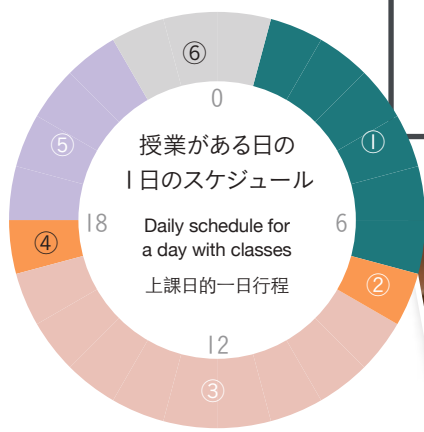 ⑥
0
①
⑤
授業がある日の
1日のスケジュール
18
6
Daily schedule for
a day with classes
④
上課日的一日行程
②
12
③